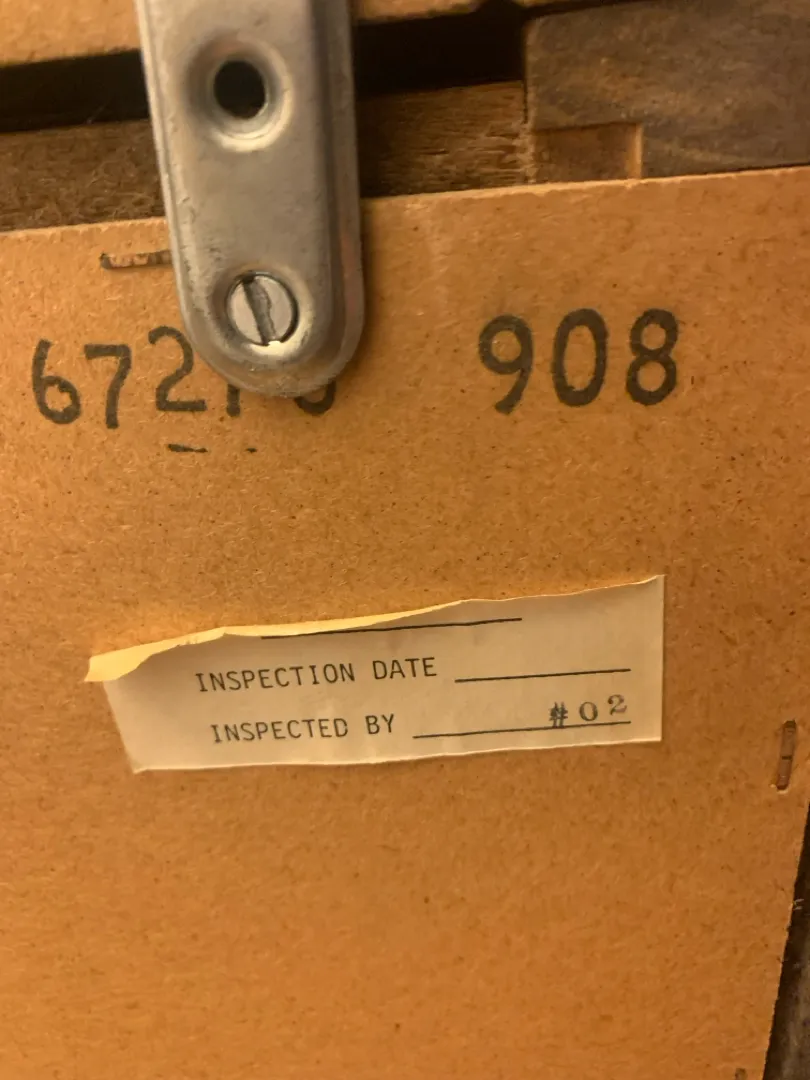 672 908
INSPECTION DATE
INSPECTED BY #02